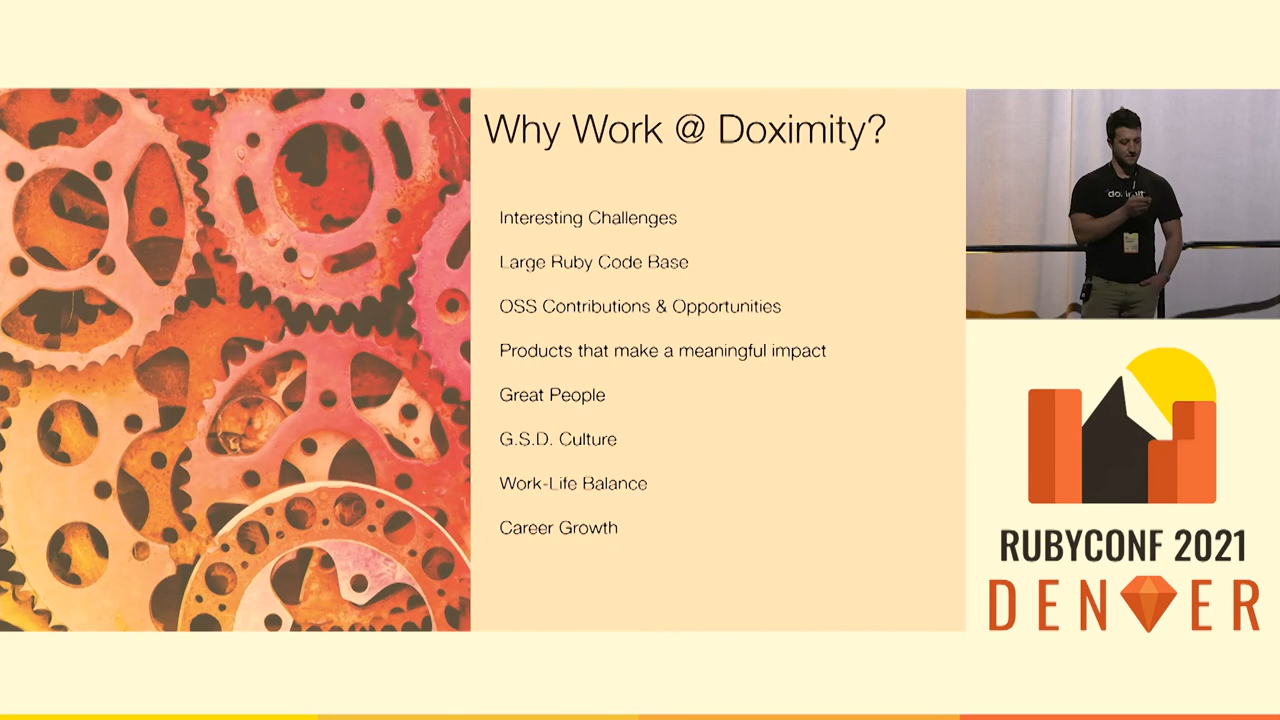 Why Work @ Doximity?
Interesting Challenges
Large Ruby Code Base
OSS Contributions & Opportunities
Products that make a meaningful impact
Great People
G.S.D. Culture
Work-Life Balance
Career Growth
RUBYCONF 2021
DENVER